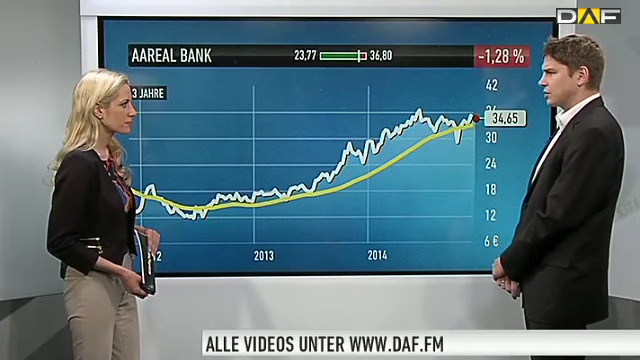 DAF
AAREAL BANK 23,77 36,80 -1,28 %
3 JAHRE
42
36
34,65
30
24
18
12
6 €
2013 2014
ALLE VIDEOS UNTER WWW.DAF.FM